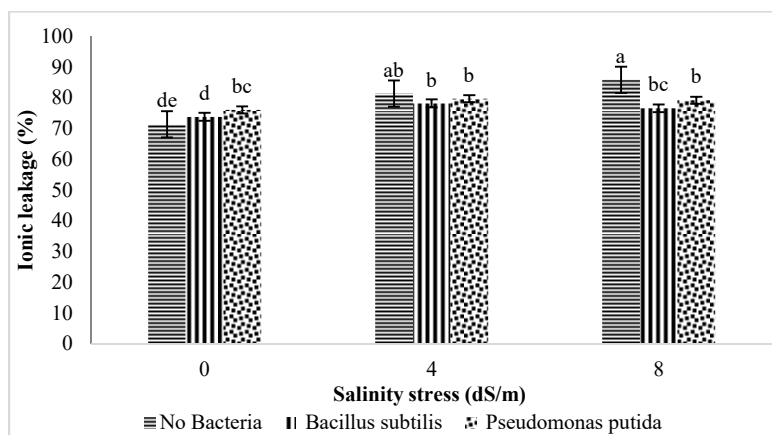 100
90
80
70
60
50
40
30
20
10
0
Ionic leakage (%)
de d bc
ab b b
a bc b
0 4 8
Salinity stress (dS/m)
No Bacteria Bacillus subtilis Pseudomonas putida